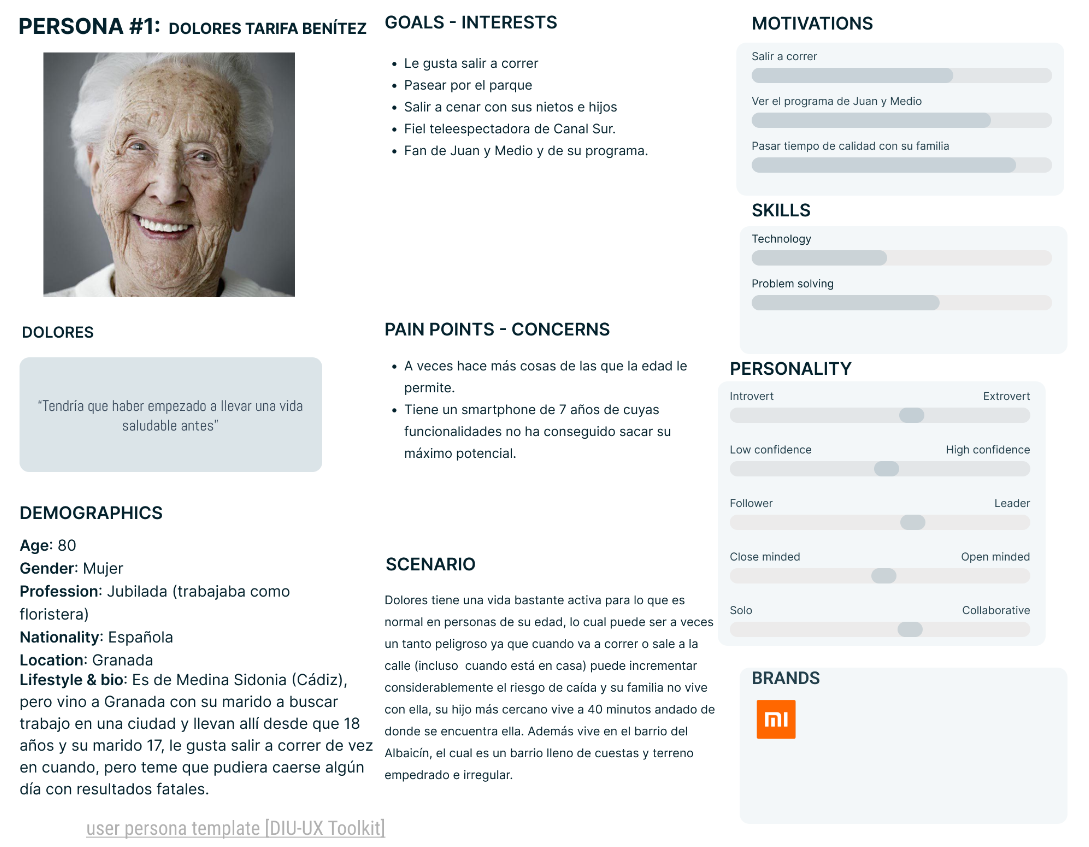 PERSONA #1: DOLORES TARIFA BENÍTEZ
DOLORES
“Tendría que haber empezado a llevar una vida
saludable antes”
DEMOGRAPHICS
Age: 80
Gender: Mujer
Profession: Jubilada (trabajaba como
floristera)
Nationality: Española
Location: Granada
Lifestyle & bio: Es de Medina Sidonia (Cádiz),
pero vino a Granada con su marido a buscar
trabajo en una ciudad y llevan allí desde que 18
años y su marido 17, le gusta salir a correr de vez
en cuando, pero teme que pudiera caerse algún
día con resultados fatales.
user persona template [DIU-UX Toolkit]
GOALS - INTERESTS
• Le gusta salir a correr
• Pasear por el parque
• Salir a cenar con sus nietos e hijos
• Fiel teleespectadora de Canal Sur.
• Fan de Juan y Medio y de su programa.
PAIN POINTS - CONCERNS
• A veces hace más cosas de las que la edad le
permite.
• Tiene un smartphone de 7 años de cuyas
funcionalidades no ha conseguido sacar su
máximo potencial.
SCENARIO
Dolores tiene una vida bastante activa para lo que es
normal en personas de su edad, lo cual puede ser a veces
un tanto peligroso ya que cuando va a correr o sale a la
calle (incluso cuando está en casa) puede incrementar
considerablemente el riesgo de caída y su familia no vive
con ella, su hijo más cercano vive a 40 minutos andado de
donde se encuentra ella. Además vive en el barrio del
Albaicín, el cual es un barrio lleno de cuestas y terreno
empedrado e irregular.
MOTIVATIONS
Salir a correr
Ver el programa de Juan y Medio
Pasar tiempo de calidad con su familia
SKILLS
Technology
Problem solving
PERSONALITY
Introvert Extrovert
Low confidence High confidence
Follower Leader
Close minded Open minded
Solo Collaborative
BRANDS
mi